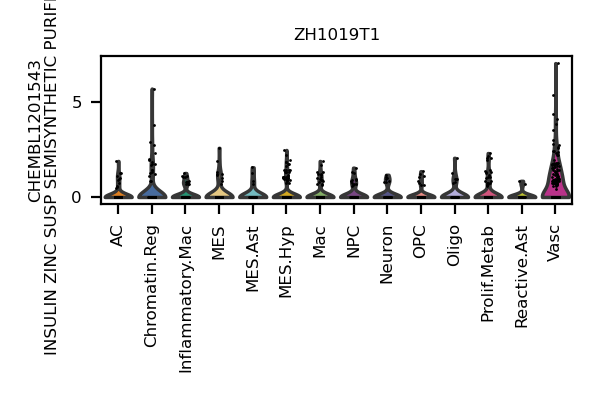 ZH1019T1
CHEMBL1201543
INSULIN ZINC SUSP SEMISYNTHETIC
5
0
AC
Chromatin.Reg
Inflammatory.Mac
MES
MES.Ast
MES.Hyp
Mac
NPC
Neuron
OPC
Oligo
Prolif.Metab
Reactive.Ast
Vasc